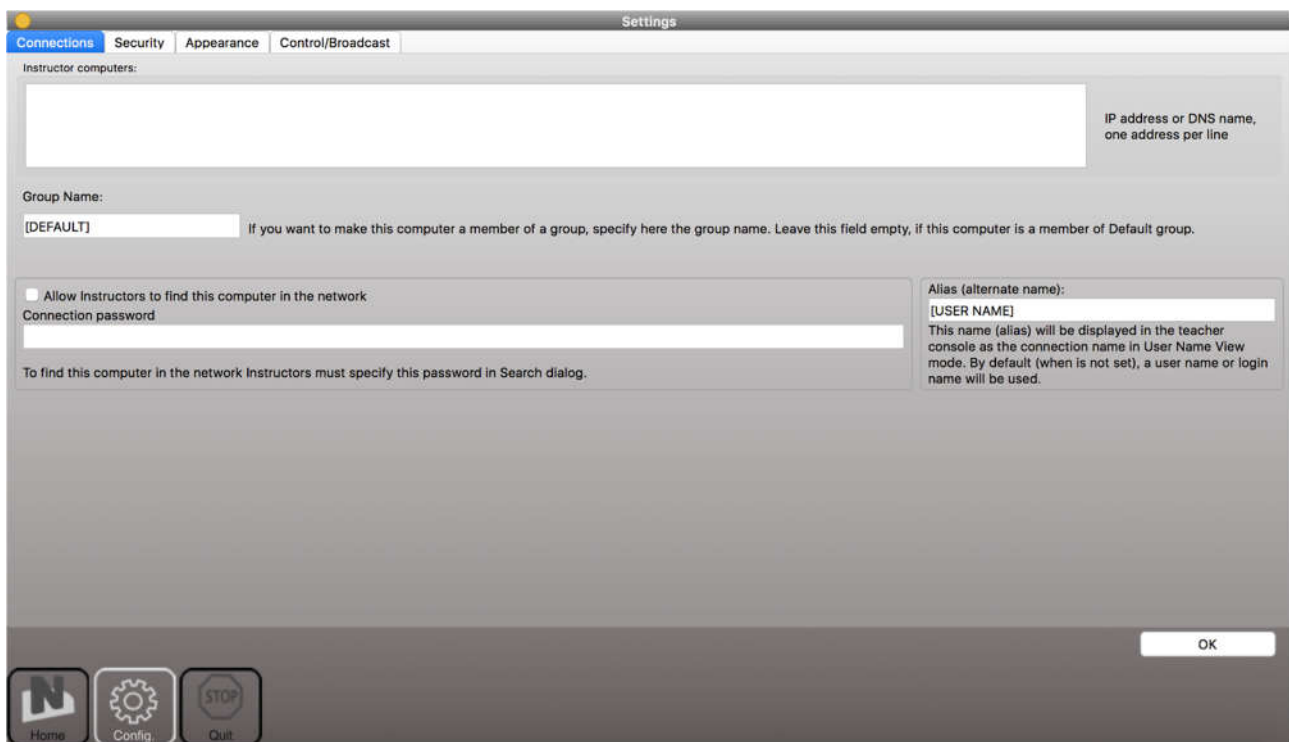 Settings
Connections
Security
Appearance
Control/Broadcast
Instructor computers:
IP address or DNS name,
one address per line
Group Name:
[DEFAULT]
If you want to make this computer a member of a group, specify here the group name. Leave this field empty, if this computer is a member of Default group.
Allow Instructors to find this computer in the network
Connection password
To find this computer in the network Instructors must specify this password in Search dialog.
Alias (alternate name):
[USER NAME]
This name (alias) will be displayed in the teacher
console as the connection name in User Name View
mode. By default (when is not set), a user name or login
name will be used.
OK
N
Home
Config.
STOP
Quit